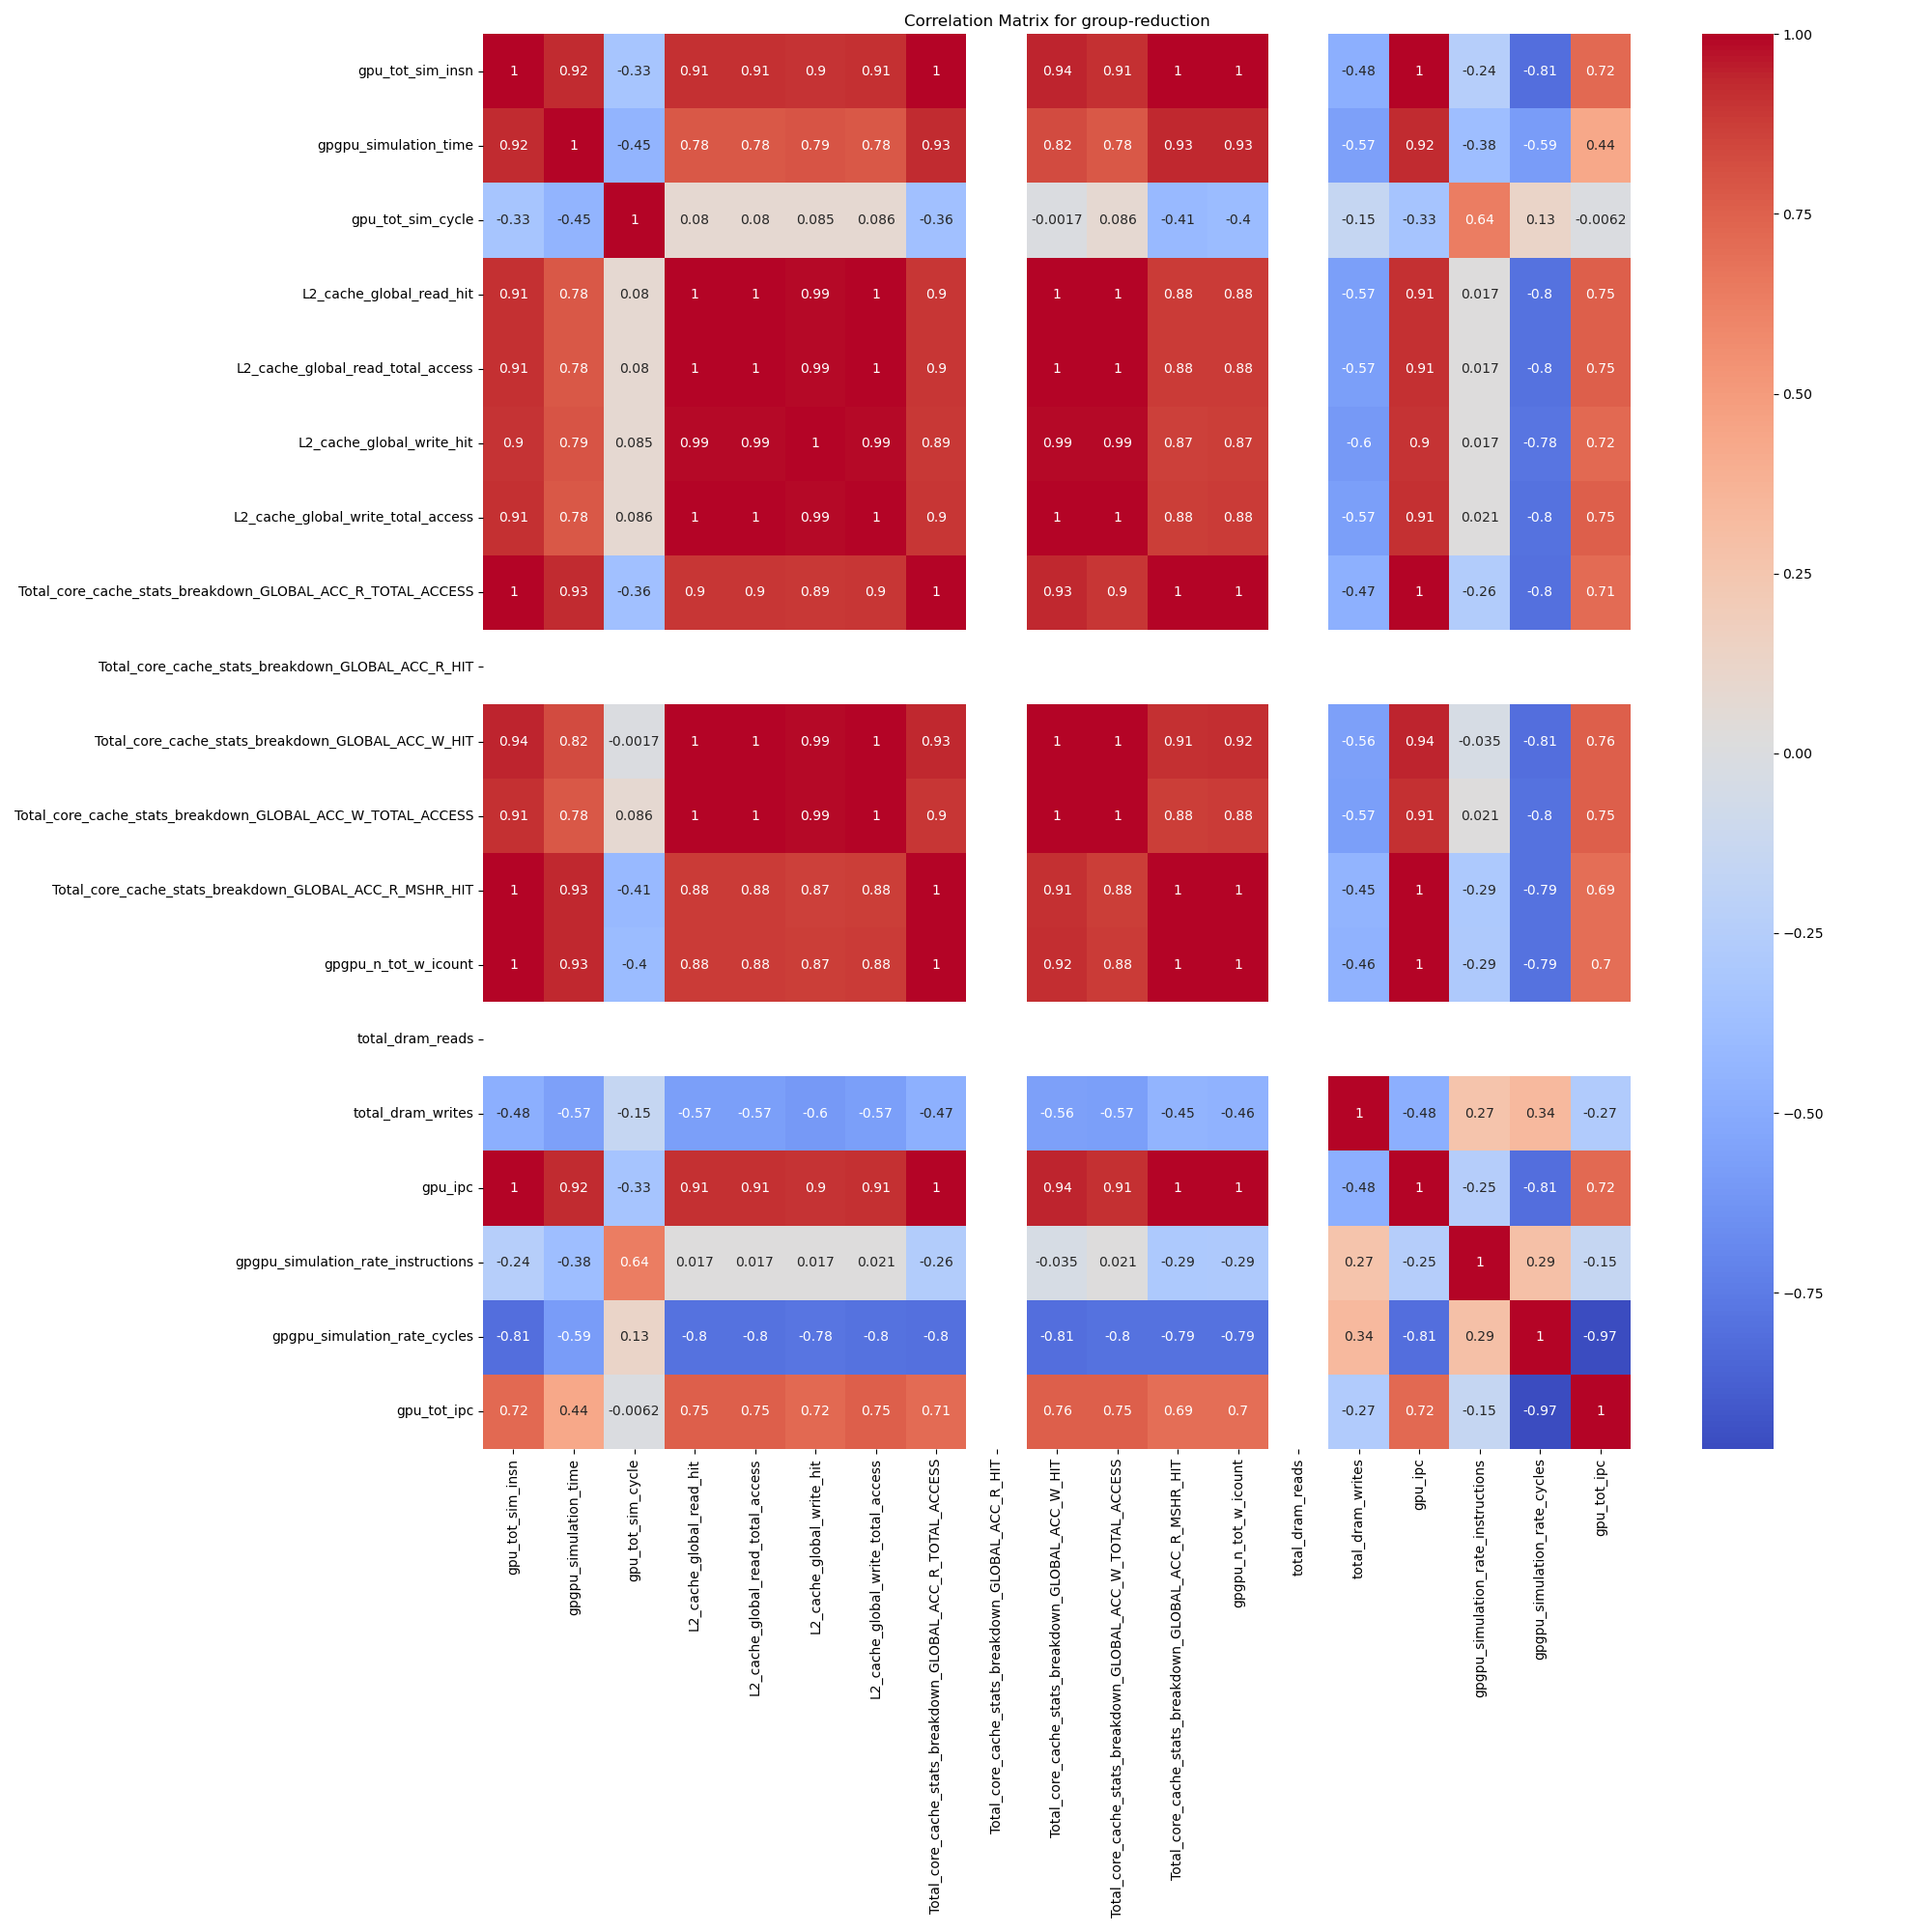 Correlation Matrix for group-reduction
gpu_tot_sim_insn 1 0.92 -0.33 0.91 0.91 0.9 0.91 1 0.94 0.91 1 1 -0.48 1 -0.24 -0.81 0.72
gpgpu_simulation_time 0.92 1 -0.45 0.78 0.78 0.79 0.78 0.93 0.82 0.78 0.93 0.93 -0.57 0.92 -0.38 -0.59 0.44
gpu_tot_sim_cycle -0.33 -0.45 1 0.08 0.08 0.085 0.086 -0.36 -0.0017 0.086 -0.41 -0.4 -0.15 -0.33 0.64 0.13 -0.0062
L2_cache_global_read_hit 0.91 0.78 0.08 1 1 0.99 1 0.9 1 1 0.88 0.88 -0.57 0.91 0.017 -0.8 0.75
L2_cache_global_read_total_access 0.91 0.78 0.08 1 1 0.99 1 0.9 1 1 0.88 0.88 -0.57 0.91 0.017 -0.8 0.75
L2_cache_global_write_hit 0.9 0.79 0.085 0.99 0.99 1 0.99 0.89 0.99 0.99 0.87 0.87 -0.6 0.9 0.017 -0.78 0.72
L2_cache_global_write_total_access 0.91 0.78 0.086 1 1 0.99 1 0.9 1 1 0.88 0.88 -0.57 0.91 0.021 -0.8 0.75
Total_core_cache_stats_breakdown_GLOBAL_ACC_R_TOTAL_ACCESS 1 0.93 -0.36 0.9 0.9 0.89 0.9 1 0.93 0.9 1 1 -0.47 1 -0.26 -0.8 0.71
Total_core_cache_stats_breakdown_GLOBAL_ACC_R_HIT
Total_core_cache_stats_breakdown_GLOBAL_ACC_W_HIT 0.94 0.82 -0.0017 1 1 0.99 1 0.93 1 1 0.91 0.92 -0.56 0.94 -0.035 -0.81 0.76
Total_core_cache_stats_breakdown_GLOBAL_ACC_W_TOTAL_ACCESS 0.91 0.78 0.086 1 1 0.99 1 0.9 1 1 0.88 0.88 -0.57 0.91 0.021 -0.8 0.75
Total_core_cache_stats_breakdown_GLOBAL_ACC_R_MSHR_HIT 1 0.93 -0.41 0.88 0.88 0.87 0.88 1 0.91 0.88 1 1 -0.45 1 -0.29 -0.79 0.69
gpgpu_n_tot_w_icount 1 0.93 -0.4 0.88 0.88 0.87 0.88 1 0.92 0.88 1 1 -0.46 1 -0.29 -0.79 0.7
total_dram_reads
total_dram_writes -0.48 -0.57 -0.15 -0.57 -0.57 -0.6 -0.57 -0.47 -0.56 -0.57 -0.45 -0.46 1 -0.48 0.27 0.34 -0.27
gpu_ipc 1 0.92 -0.33 0.91 0.91 0.9 0.91 1 0.94 0.91 1 1 -0.48 1 -0.25 -0.81 0.72
gpgpu_simulation_rate_instructions -0.24 -0.38 0.64 0.017 0.017 0.017 0.021 -0.26 -0.035 0.021 -0.29 -0.29 0.27 -0.25 1 0.29 -0.15
gpgpu_simulation_rate_cycles -0.81 -0.59 0.13 -0.8 -0.8 -0.78 -0.8 -0.8 -0.81 -0.8 -0.79 -0.79 0.34 -0.81 0.29 1 -0.97
gpu_tot_ipc 0.72 0.44 -0.0062 0.75 0.75 0.72 0.75 0.71 0.76 0.75 0.69 0.7 -0.27 0.72 -0.15 -0.97 1
gpu_tot_sim_insn
gpgpu_simulation_time
gpu_tot_sim_cycle
L2_cache_global_read_hit
L2_cache_global_read_total_access
L2_cache_global_write_hit
L2_cache_global_write_total_access
Total_core_cache_stats_breakdown_GLOBAL_ACC_R_TOTAL_ACCESS
Total_core_cache_stats_breakdown_GLOBAL_ACC_R_HIT
Total_core_cache_stats_breakdown_GLOBAL_ACC_W_HIT
Total_core_cache_stats_breakdown_GLOBAL_ACC_W_TOTAL_ACCESS
Total_core_cache_stats_breakdown_GLOBAL_ACC_R_MSHR_HIT
gpgpu_n_tot_w_icount
total_dram_reads
total_dram_writes
gpu_ipc
gpgpu_simulation_rate_instructions
gpgpu_simulation_rate_cycles
gpu_tot_ipc
1.00
0.75
0.50
0.25
0.00
−0.25
−0.50
−0.75